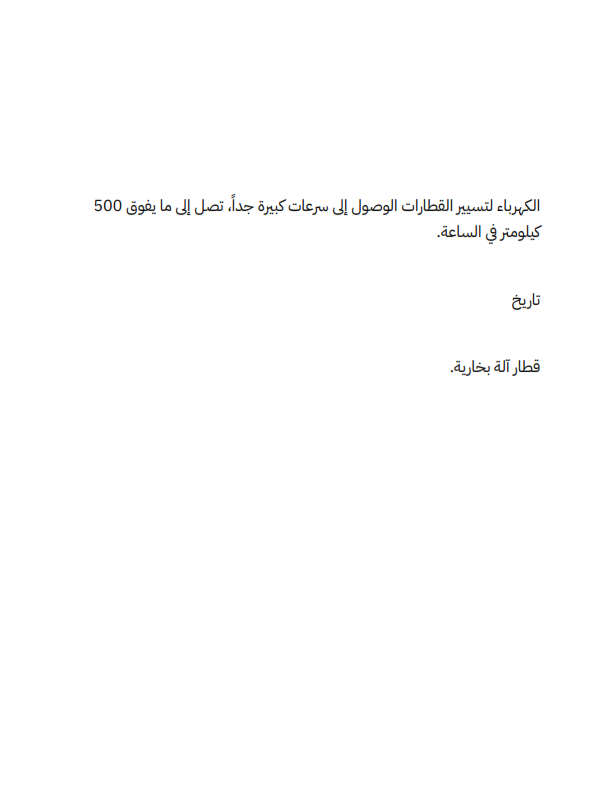 الكهرباء لتسيير القطارات الوصول إلى سرعات كبيرة جداً، تصل إلى ما يفوق 500
كيلومتر في الساعة.
تاريخ
قطار آلة بخارية.